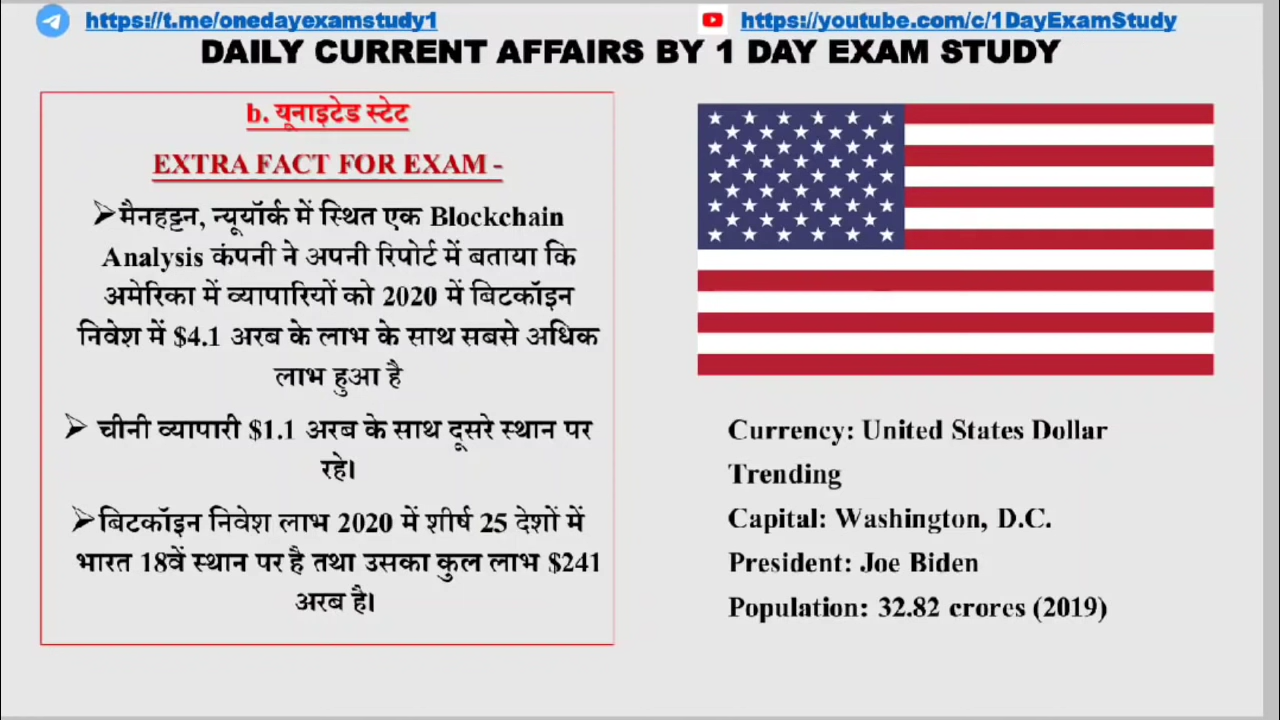 https://t.me/onedayexamstudy1
https://youtube.com/c/1DayExamStudy
DAILY CURRENT AFFAIRS BY 1 DAY EXAM STUDY
b. यूनाइटेड स्टेट
EXTRA FACT FOR EXAM -
➢मैनहट्टन, न्यूयॉर्क में स्थित एक Blockchain
Analysis कंपनी ने अपनी रिपोर्ट में बताया कि
अमेरिका में व्यापारियों को 2020 में बिटकॉइन
निवेश में $4.1 अरब के लाभ के साथ सबसे अधिक
लाभ हुआ है
➢ चीनी व्यापारी $1.1 अरब के साथ दूसरे स्थान पर
रहे।
➢बिटकॉइन निवेश लाभ 2020 में शीर्ष 25 देशों में
भारत 18वें स्थान पर है तथा उसका कुल लाभ $241
अरब है।
Currency: United States Dollar
Trending
Capital: Washington, D.C.
President: Joe Biden
Population: 32.82 crores (2019)